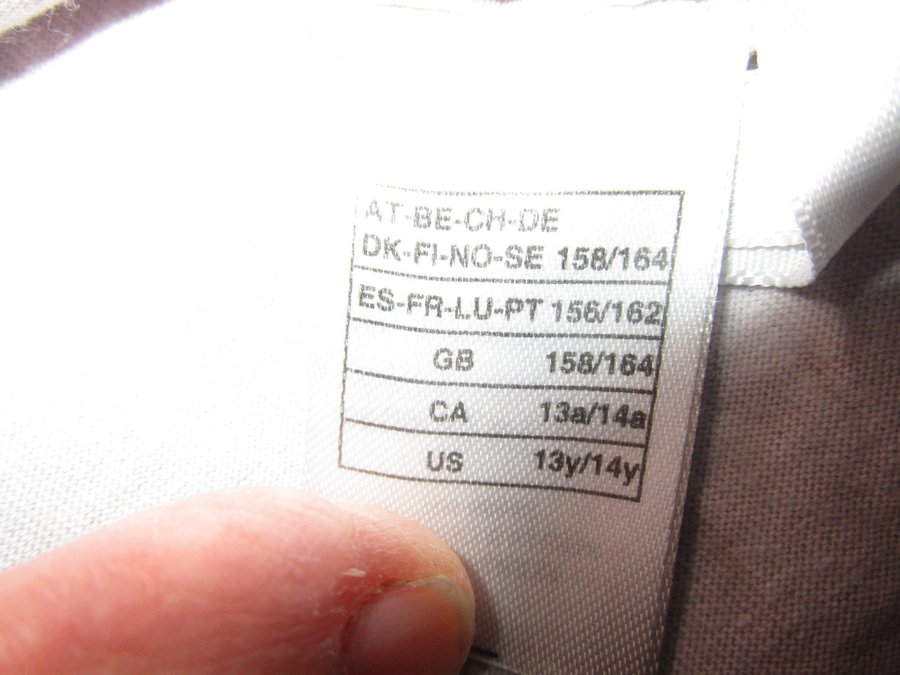 AT-BE-CH-DE
DK-FI-NO-SE 158/164
ES-FR-LU-PT 156/162
GB 158/164
CA 13a/14a
US 13y/14y